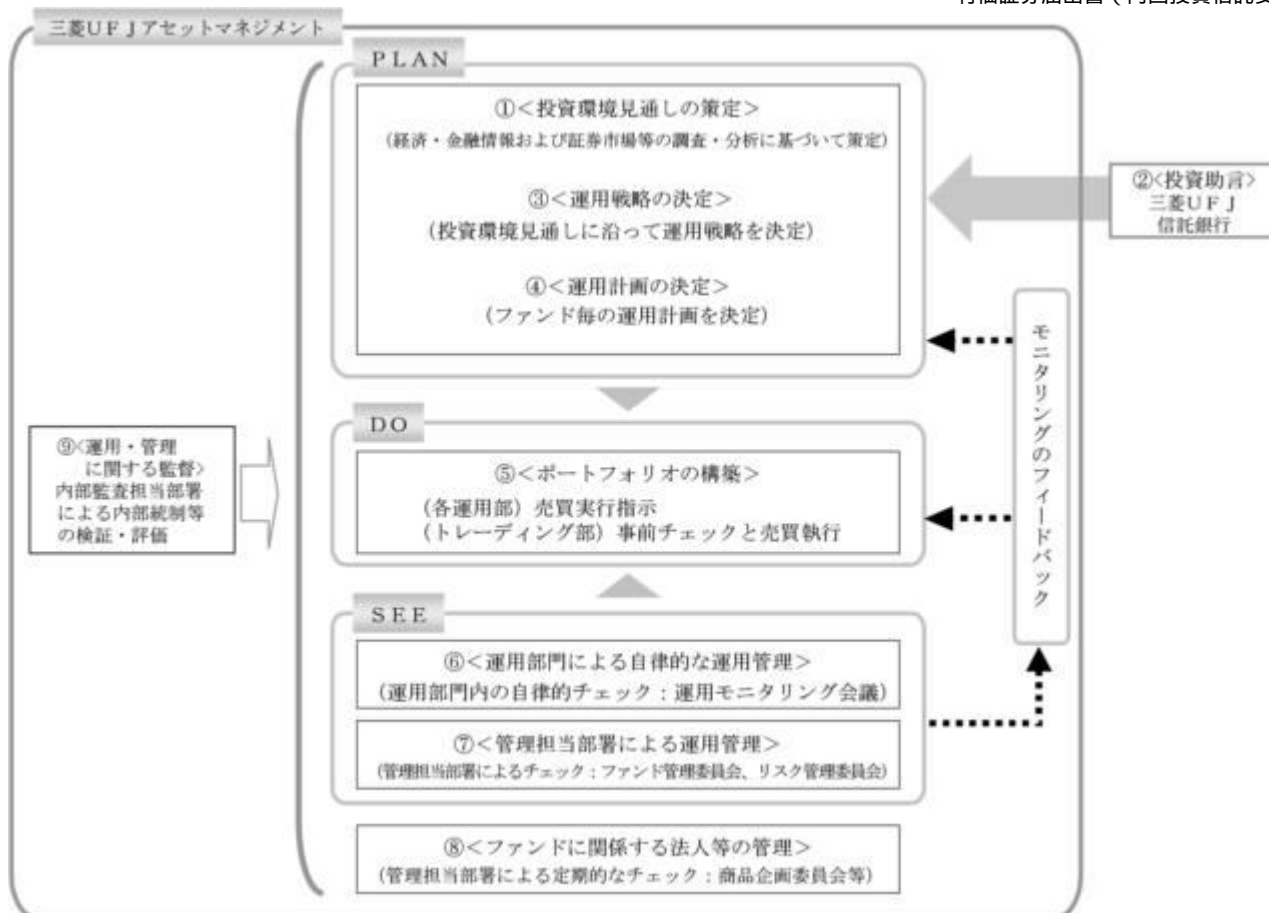 三菱UFJアセットマネジメント
PLAN
①<投資環境見通しの策定>
(経済・金融情報および証券市場等の調査・分析に基づいて策定)
②<投資助言>
三菱UFJ
信託銀行
③<運用戦略の決定>
(投資環境見通しに沿って運用戦略を決定)
④<運用計画の決定>
(ファンド毎の運用計画を決定)
モニタリングのフィードバック
DO
⑤<ポートフォリオの構築>
(各運用部)売買実行指示
(トレーディング部)事前チェックと売買執行
⑨<運用・管理
に関する監督>
内部監査担当部署
による内部統制等
の検証・評価
SEE
⑥<運用部門による自律的な運用管理>
(運用部門内の自律的チェック:運用モニタリング会議)
⑦<管理担当部署による運用管理>
(管理担当部署によるチェック:ファンド管理委員会、リスク管理委員会)
⑧<ファンドに関係する法人等の管理>
(管理担当部署による定期的なチェック:商品企画委員会等)